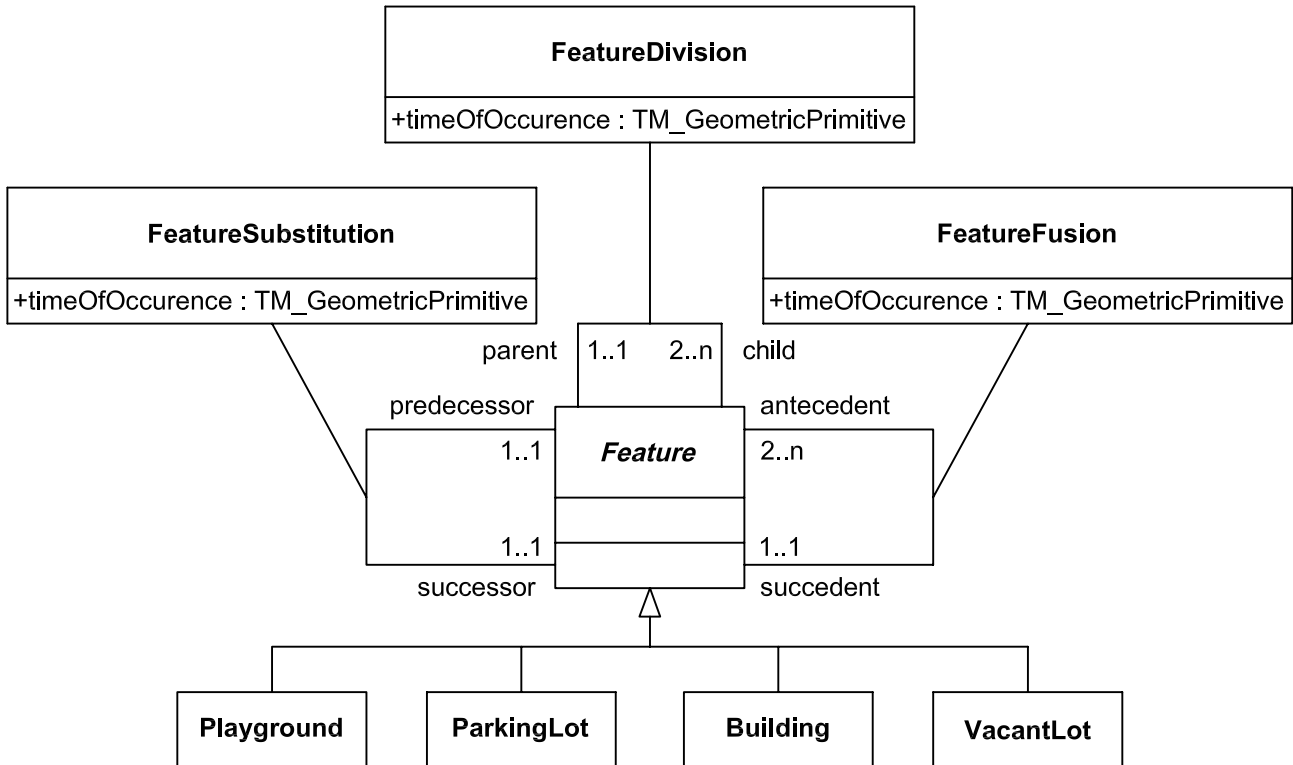 FeatureDivision
+timeOfOccurence : TM_GeometricPrimitive
FeatureSubstitution
+timeOfOccurence : TM_GeometricPrimitive
FeatureFusion
+timeOfOccurence : TM_GeometricPrimitive
parent 1..1 2..n child
predecessor antecedent
1..1 Feature 2..n
1..1 1..1
successor succedent
Playground ParkingLot Building VacantLot